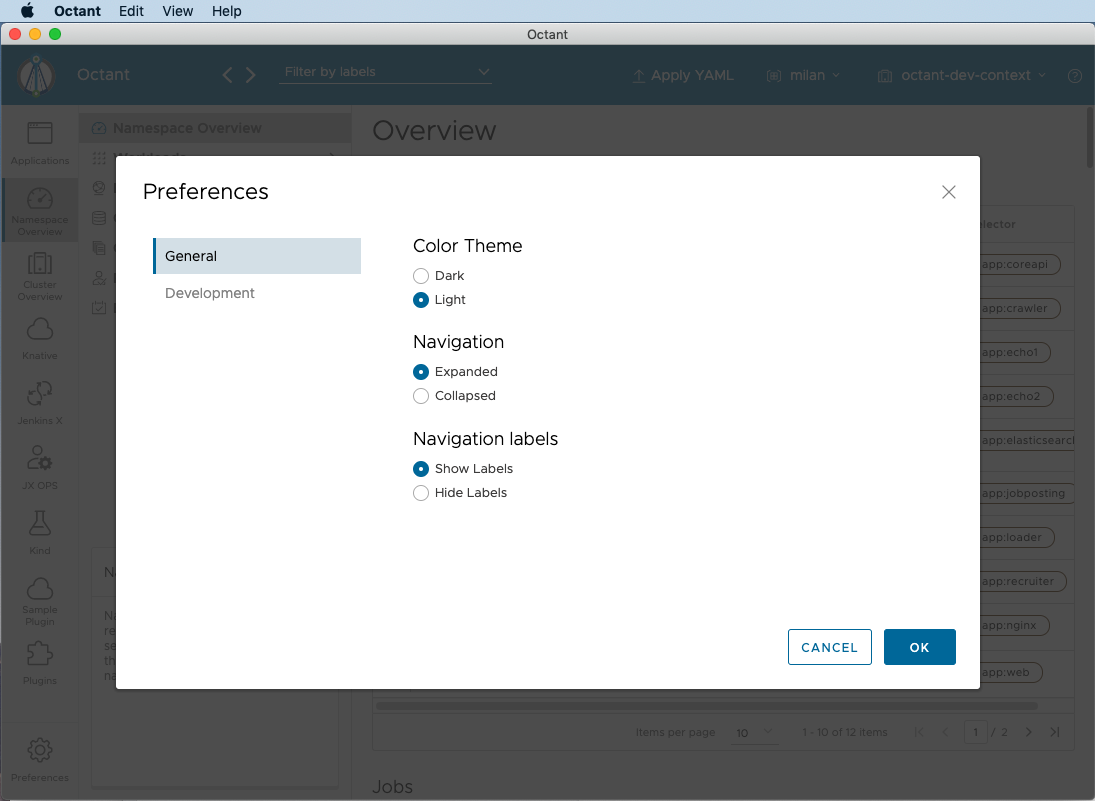 Octant Edit View Help
Octant
Octant
Filter by labels
Apply YAML
milan
octant-dev-context
Namespace Overview
Overview
Applications
Namespace
Overview
Cluster
Overview
Knative
Jenkins X
JX OPS
Kind
Sample
Plugin
Plugins
Preferences
Preferences
General
Development
Color Theme
Dark
Light
Navigation
Expanded
Collapsed
Navigation labels
Show Labels
Hide Labels
CANCEL
OK
app:coreapi
app:crawler
app:echo1
app:echo2
app:elasticsearch
app:jobposting
app:loader
app:recruiter
app:nginx
app:web
Items per page 10 1 - 10 of 12 items 1 / 2
Jobs